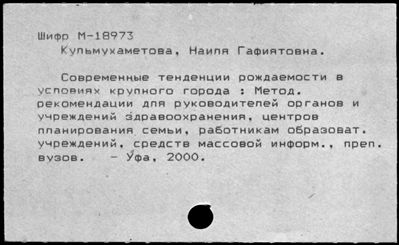 Шифр М-18973
Кульмухаметова, Наиля Гафиятовна.
Современные тенденции рождаемости в
условиях крупного города : Метод.
рекомендации для руководителей органов и
учреждений здравоохранения, центров
планирования семьи, работникам образоват.
учреждений, средств массовой информ., преп.
вузов. - Уфа, 2000.